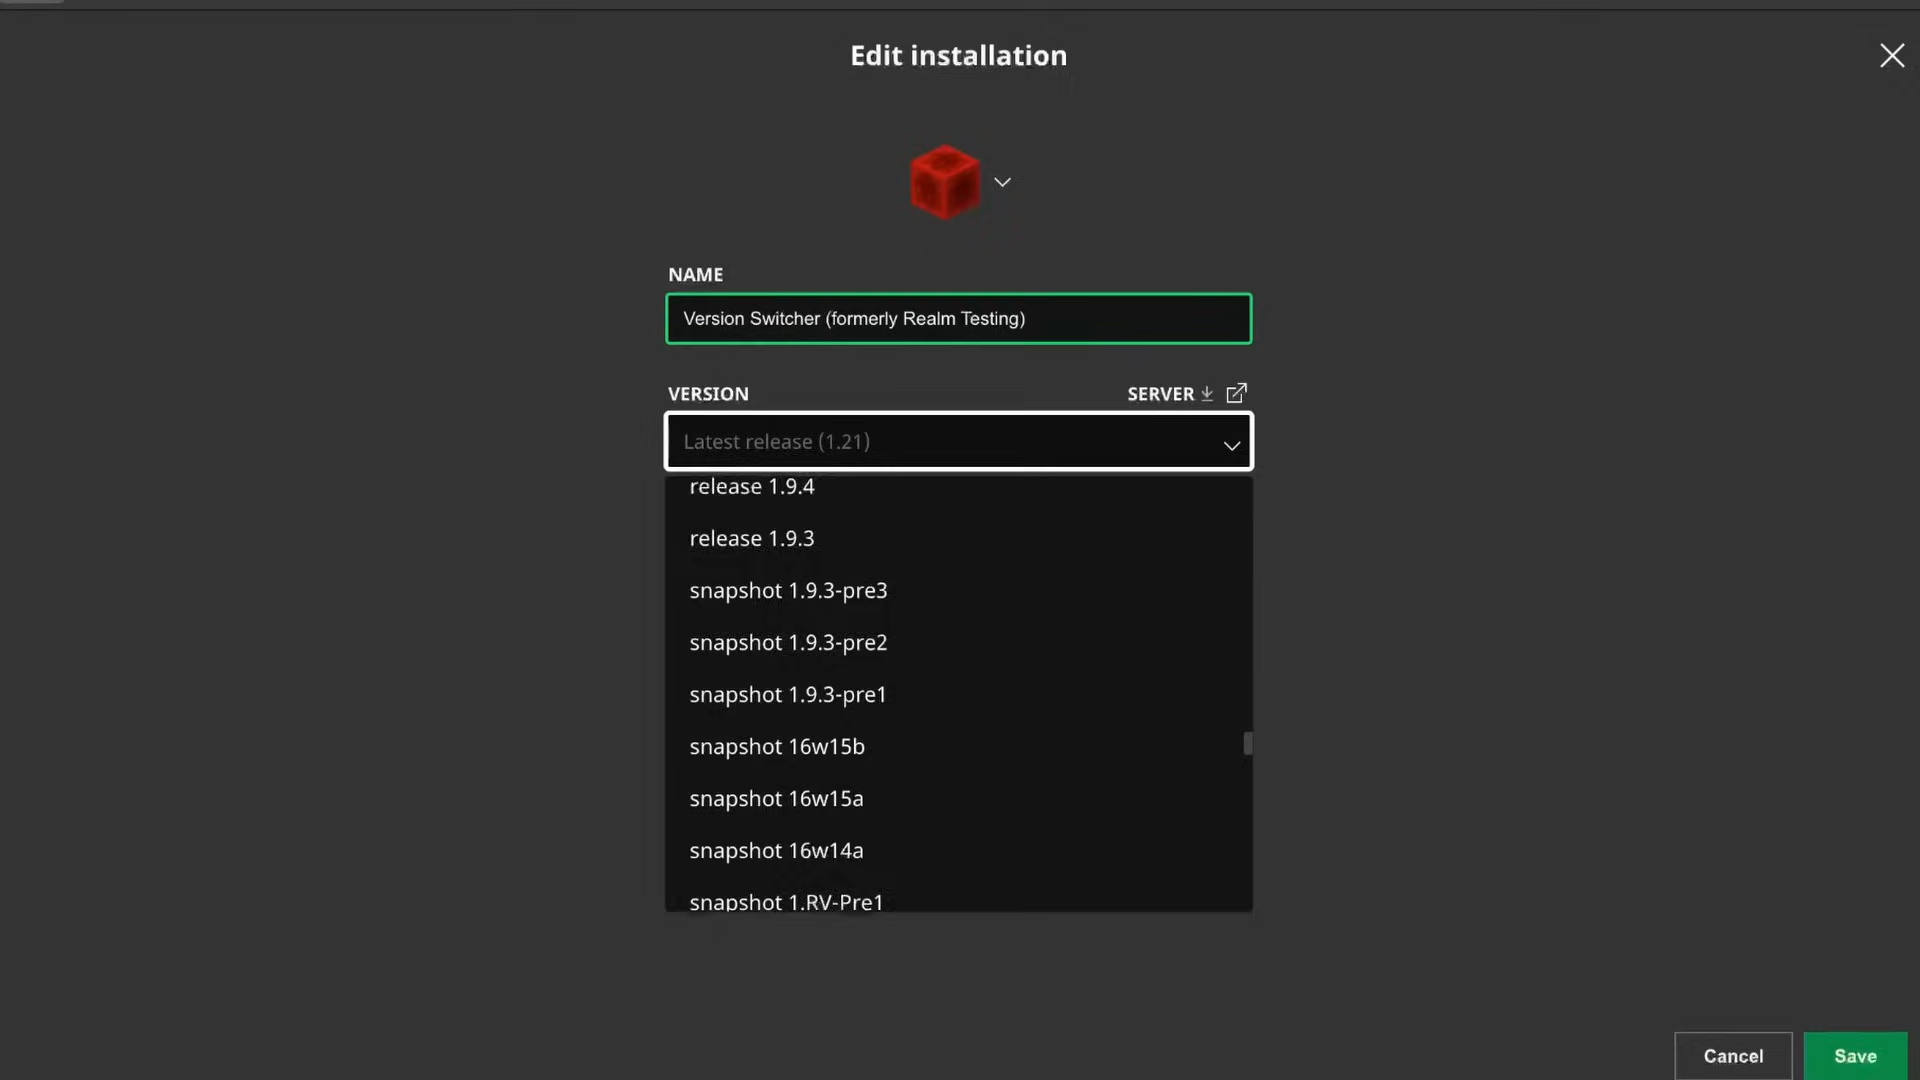 Edit installation
NAME
Version Switcher (formerly Realm Testing)
VERSION
SERVER
Latest release (1.21)
release 1.9.4
release 1.9.3
snapshot 1.9.3-pre3
snapshot 1.9.3-pre2
snapshot 1.9.3-pre1
snapshot 16w15b
snapshot 16w15a
snapshot 16w14a
snapshot 1.RV-Pre1
Cancel
Save